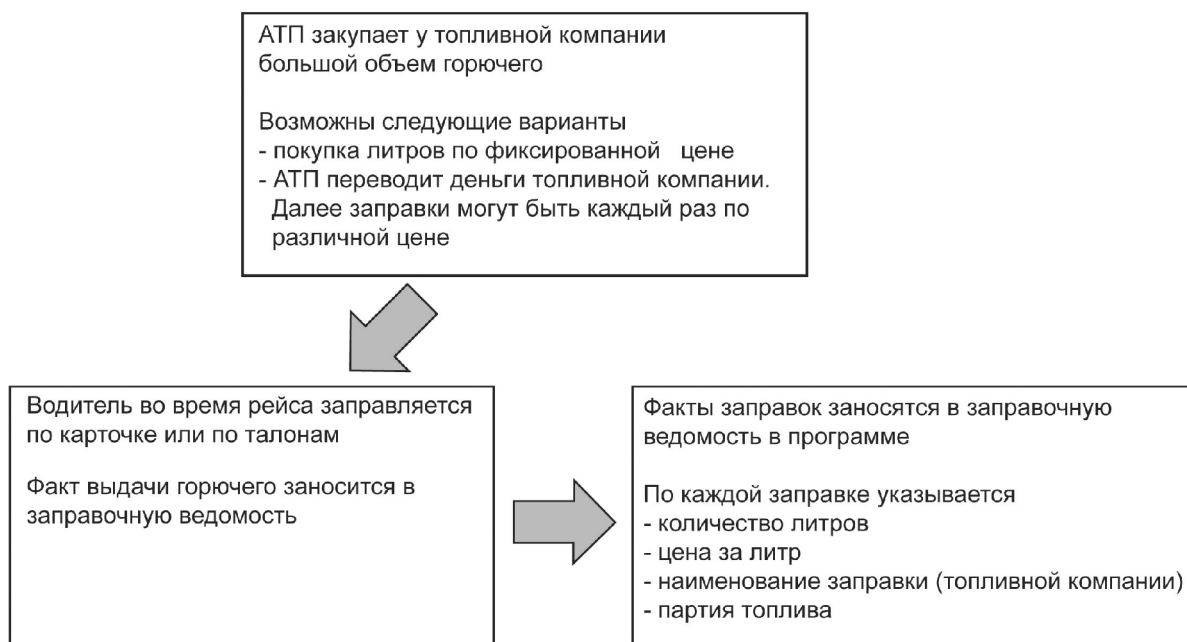 АТП закупает у топливной компании
большой объем горючего
Возможны следующие варианты
- покупка литров по фиксированной цене
- АТП переводит деньги топливной компании.
Далее заправки могут быть каждый раз по
различной цене
Водитель во время рейса заправляется
по карточке или по талонам
Факт выдачи горючего заносится в
заправочную ведомость
Факты заправок заносятся в заправочную
ведомость в программе
По каждой заправке указывается
- количество литров
- цена за литр
- наименование заправки (топливной компании)
- партия топлива